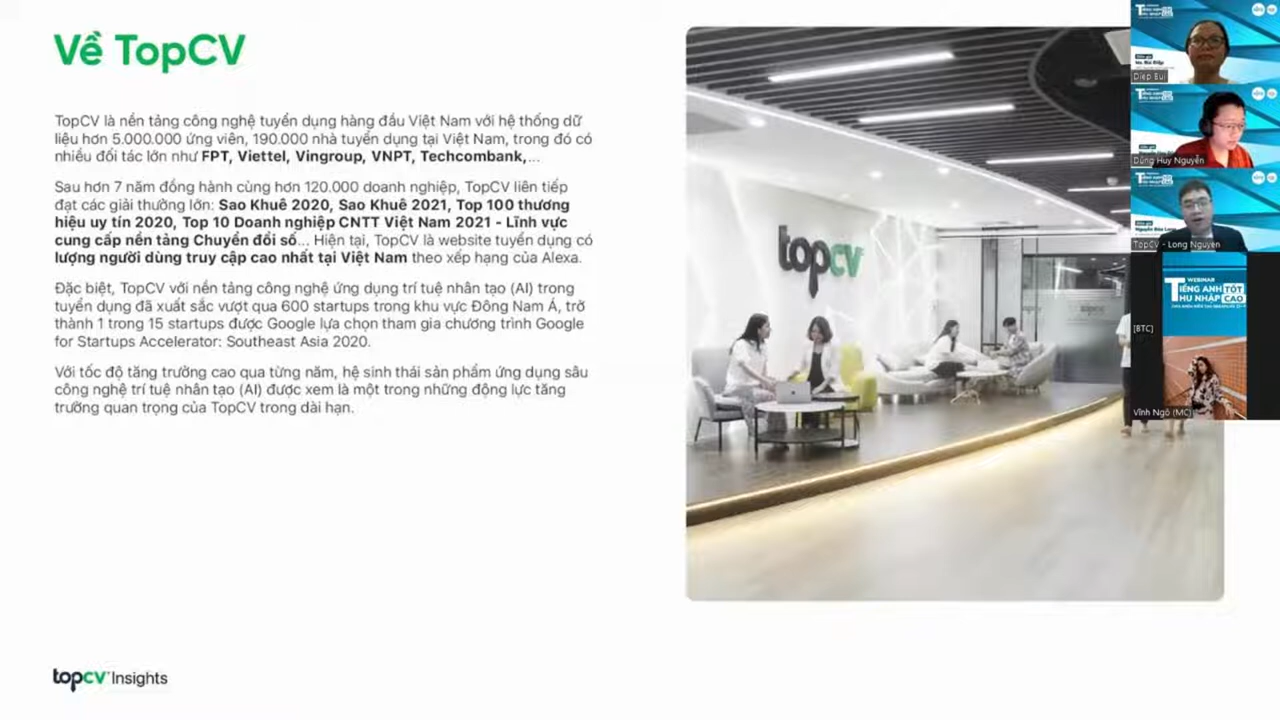 Về TopCV
TopCV là nền tảng công nghệ tuyển dụng hàng đầu Việt Nam với hệ thống dữ
liệu hơn 5.000.000 ứng viên, 190.000 nhà tuyển dụng tại Việt Nam, trong đó có
nhiều đối tác lớn như FPT, Viettel, Vingroup, VNPT, Techcombank,...
Sau hơn 7 năm đồng hành cùng hơn 120.000 doanh nghiệp, TopCV liên tiếp
đạt các giải thưởng lớn: Sao Khuê 2020, Sao Khuê 2021, Top 100 thương
hiệu uy tín 2020, Top 10 Doanh nghiệp CNTT Việt Nam 2021 - Lĩnh vực
cung cấp nền tảng Chuyển đổi số... Hiện tại, TopCV là website tuyển dụng có
lượng người dùng truy cập cao nhất tại Việt Nam theo xếp hạng của Alexa.
Đặc biệt, TopCV với nền tảng công nghệ ứng dụng trí tuệ nhân tạo (AI) trong
tuyển dụng đã xuất sắc vượt qua 600 startups trong khu vực Đông Nam Á, trở
thành 1 trong 15 startups được Google lựa chọn tham gia chương trình Google
for Startups Accelerator: Southeast Asia 2020.
Với tốc độ tăng trưởng cao qua từng năm, hệ sinh thái sản phẩm ứng dụng sâu
công nghệ trí tuệ nhân tạo (AI) được xem là một trong những động lực tăng
trưởng quan trọng của TopCV trong dài hạn.
topcv Insights
topcv
Diep Bui
Dũng Huy Nguyễn
TopCV - Long Nguyen
WEBINAR
TIẾNG ANH TỐT
THU NHẬP CAO
[BTC]
Vĩnh Ngô (MC)